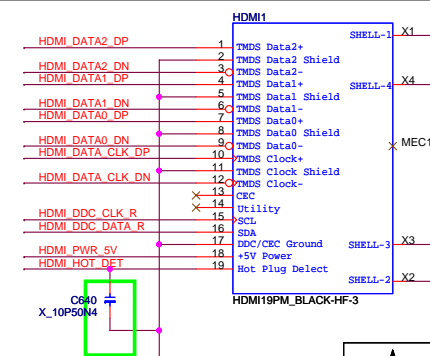 HDMI1
HDMI_DATA2_DP 1 TMDS Data2+ SHELL-1 X1
2 TMDS Data2 Shield
HDMI_DATA2_DN 3 TMDS Data2-
HDMI_DATA1_DP 4 TMDS Data1+ SHELL-4 X4
5 TMDS Data1 Shield
HDMI_DATA1_DN 6 TMDS Data1-
HDMI_DATA0_DP 7 TMDS Data0+
8 TMDS Data0 Shield
HDMI_DATA0_DN 9 TMDS Data0- MEC1
HDMI_DATA_CLK_DP 10 TMDS Clock+
11 TMDS Clock Shield
HDMI_DATA_CLK_DN 12 TMDS Clock-
13 CEC
14 Utility
HDMI_DDC_CLK_R 15 SCL
HDMI_DDC_DATA_R 16 SDA
17 DDC/CEC Ground SHELL-3 X3
HDMI_PWR_5V 18 +5V Power
HDMI_HOT_DET 19 Hot Plug Delect
SHELL-2 X2
C640
X_10P50N4
HDMI19PM_BLACK-HF-3